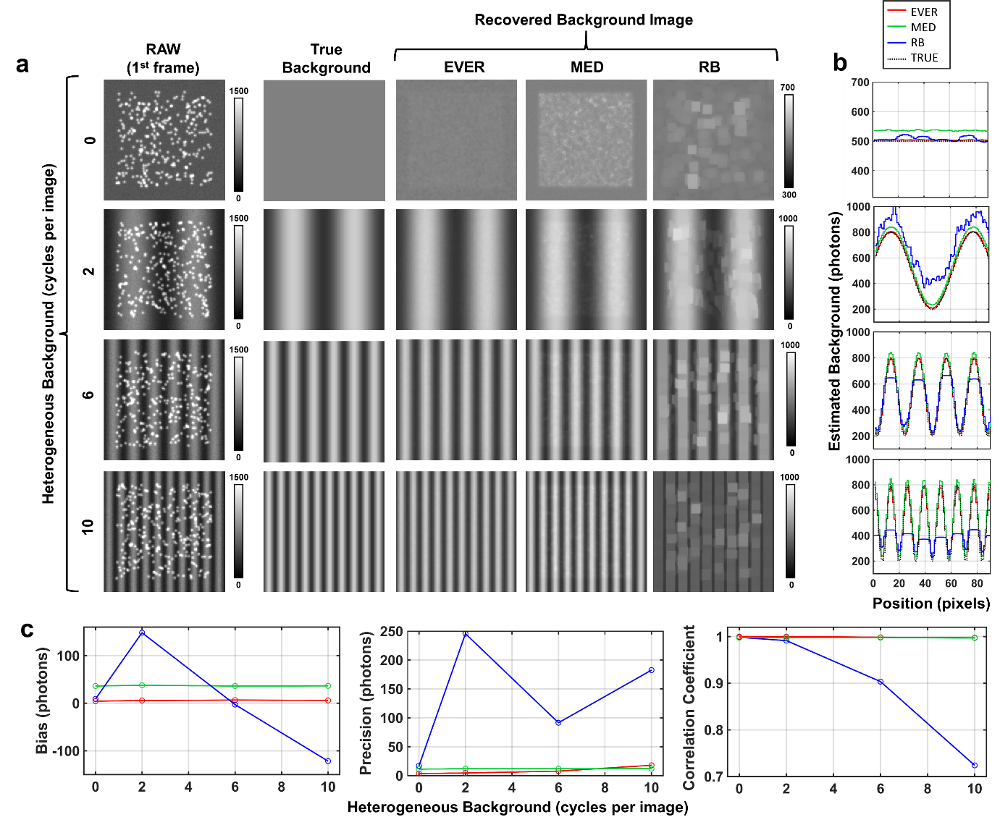 a
RAW
(1st frame)
True
Background
Recovered Background Image
EVER
MED
RB
Heterogeneous Background (cycles per image)
0
1500
0
700
300
2
1500
0
1000
0
6
1500
0
1000
0
10
1500
0
1000
0
b
EVER
MED
RB
TRUE
Estimated Background (photons)
700
600
500
400
1000
800
600
400
200
1000
800
600
400
200
1000
800
600
400
200
0 20 40 60 80
Position (pixels)
c
Bias (photons)
100
0
-100
0 2 4 6 8 10
Precision (photons)
250
200
150
100
50
0
0 2 4 6 8 10
Correlation Coefficient
1
0.9
0.8
0.7
0 2 4 6 8 10
Heterogeneous Background (cycles per image)